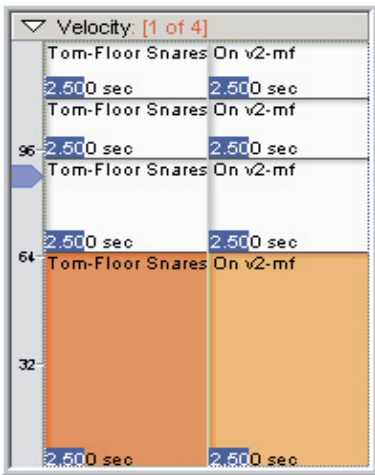 Velocity: [1 of 4]
Tom-Floor Snares On v2-mf
2.500 sec 2.500 sec
Tom-Floor Snares On v2-mf
96 2.500 sec 2.500 sec
Tom-Floor Snares On v2-mf
2.500 sec 2.500 sec
64
Tom-Floor Snares On v2-mf
32
2.500 sec 2.500 sec